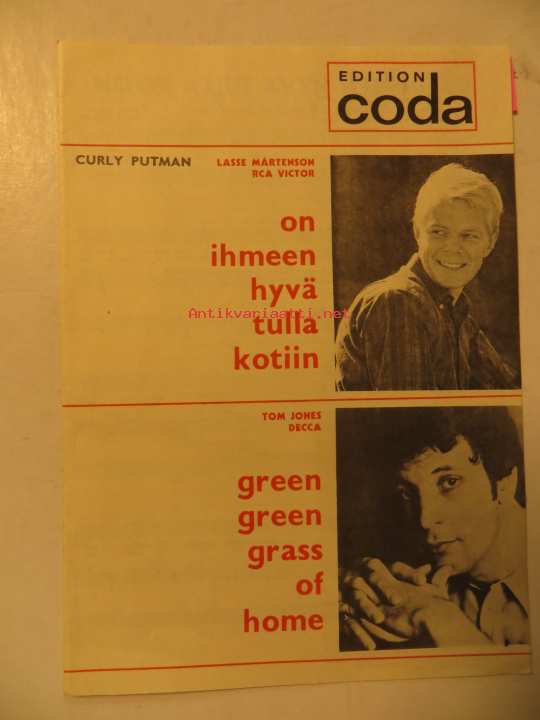 EDITION
coda
CURLY PUTMAN
LASSE MÅRTENSON
RCA VICTOR
on
ihmeen
hyvä
tulla
kotiin
Antikvariaatti.net
TOM JONES
DECCA
green
green
grass
of
home